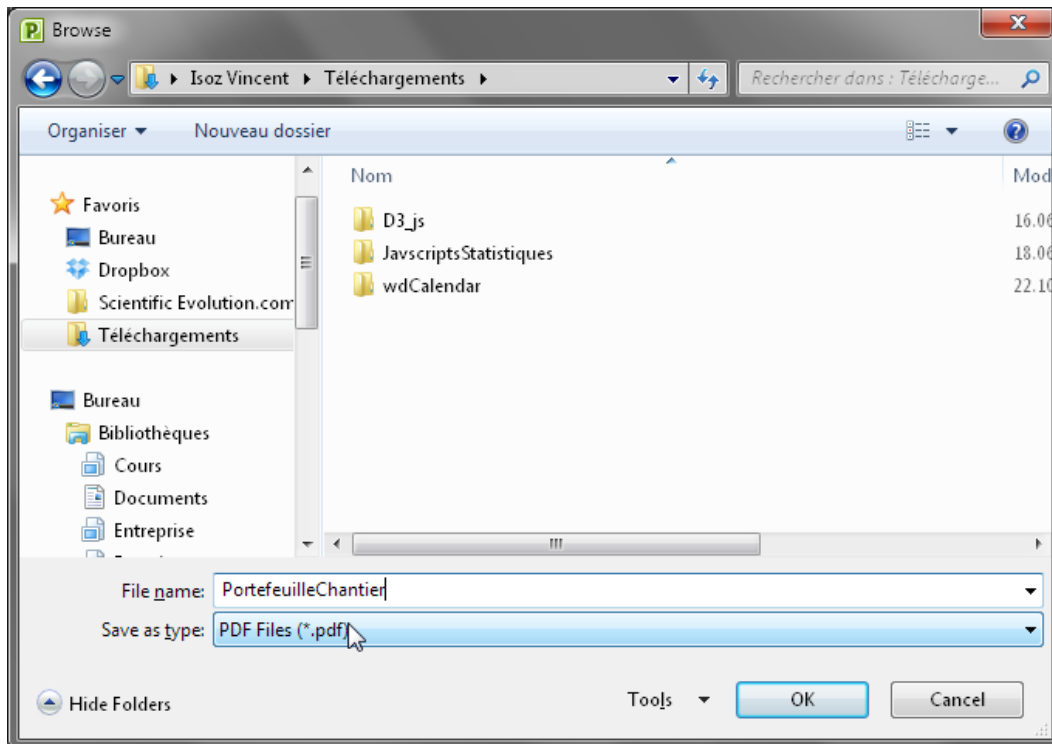 Browse
Isoz Vincent Téléchargements
Rechercher dans : Télécharge...
Organiser Nouveau dossier
Nom Mod
Favoris
Bureau
Dropbox
Scientific Evolution.com
Téléchargements
Bureau
Bibliothèques
Cours
Documents
Entreprise
D3_js 16.06
JavscriptsStatistiques 18.06
wdCalendar 22.10
File name: PortefeuilleChantier
Save as type: PDF Files (*.pdf)
Hide Folders Tools OK Cancel